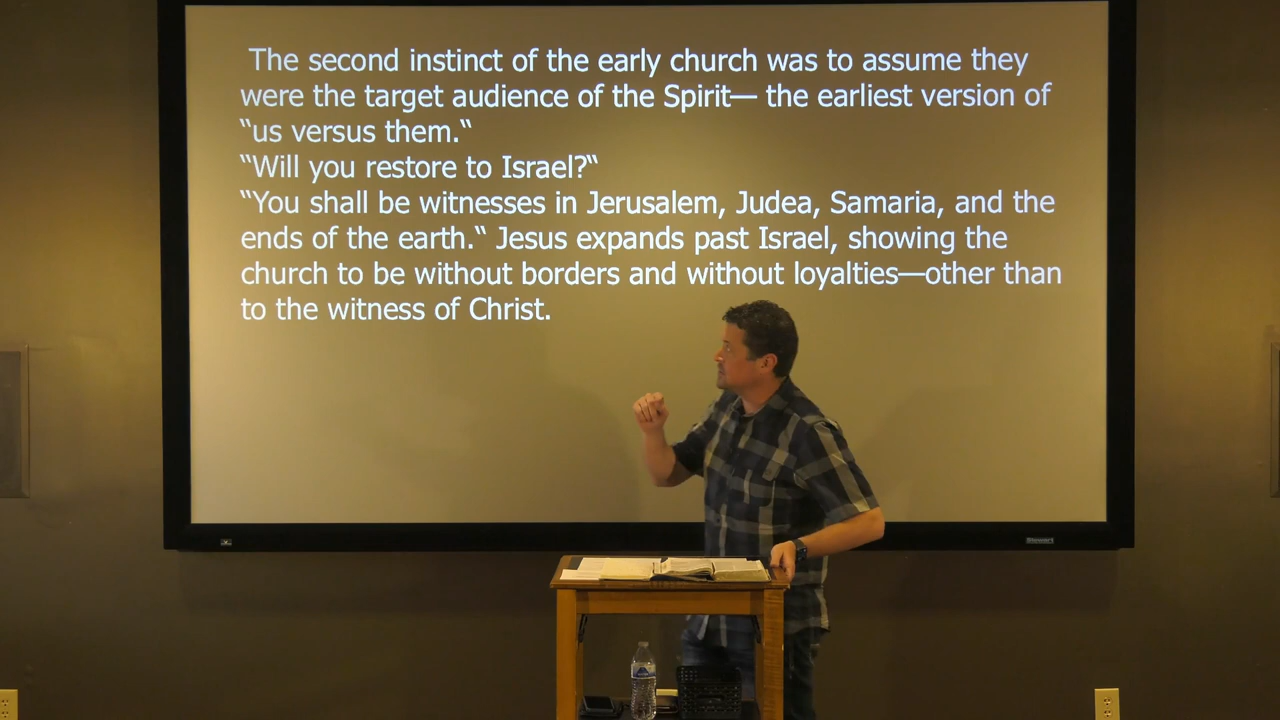 The second instinct of the early church was to assume they
were the target audience of the Spirit— the earliest version of
“us versus them.“
“Will you restore to Israel?“
“You shall be witnesses in Jerusalem, Judea, Samaria, and the
ends of the earth.“ Jesus expands past Israel, showing the
church to be without borders and without loyalties—other than
to the witness of Christ.
Stewart